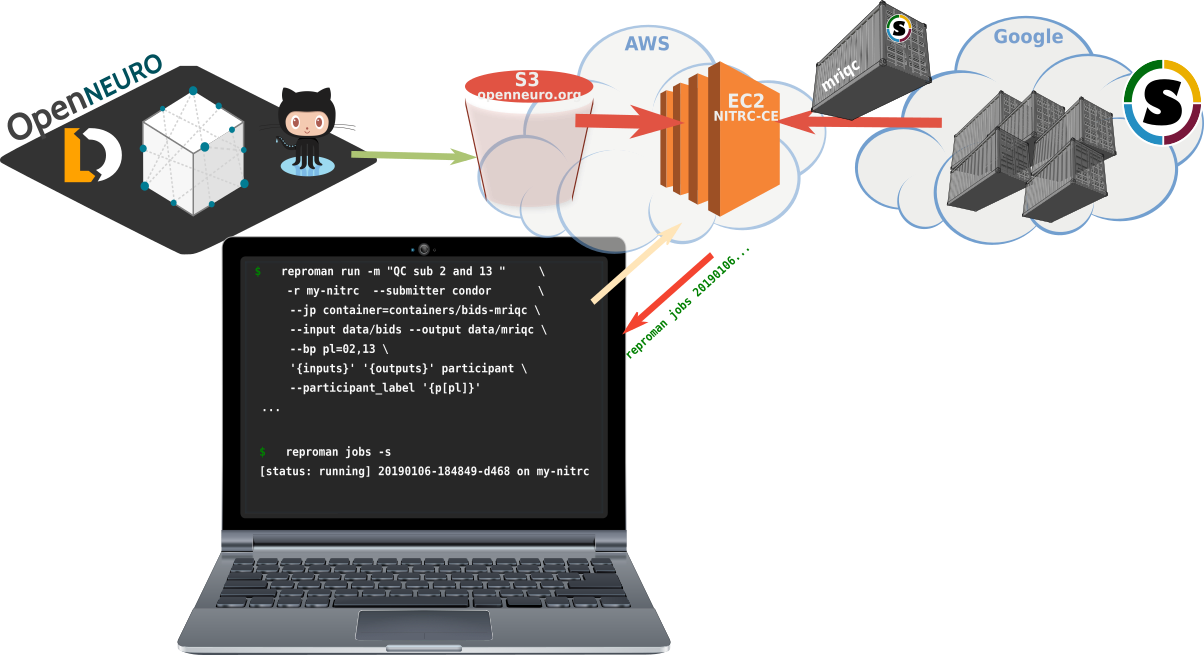 OpenNEURO
S3
openneuro.org
AWS
EC2
NITRC-CE
mriqc
S
Google
S
$ reproman run -m "QC sub 2 and 13 " \
-r my-nitrc --submitter condor \
--jp container=containers/bids-mriqc \
--input data/bids --output data/mriqc \
--bp pl=02,13 \
'{inputs}' '{outputs}' participant \
--participant_label '{p[pl]}'
...
$ reproman jobs -s
[status: running] 20190106-184849-d468 on my-nitrc
reproman jobs 20190106...